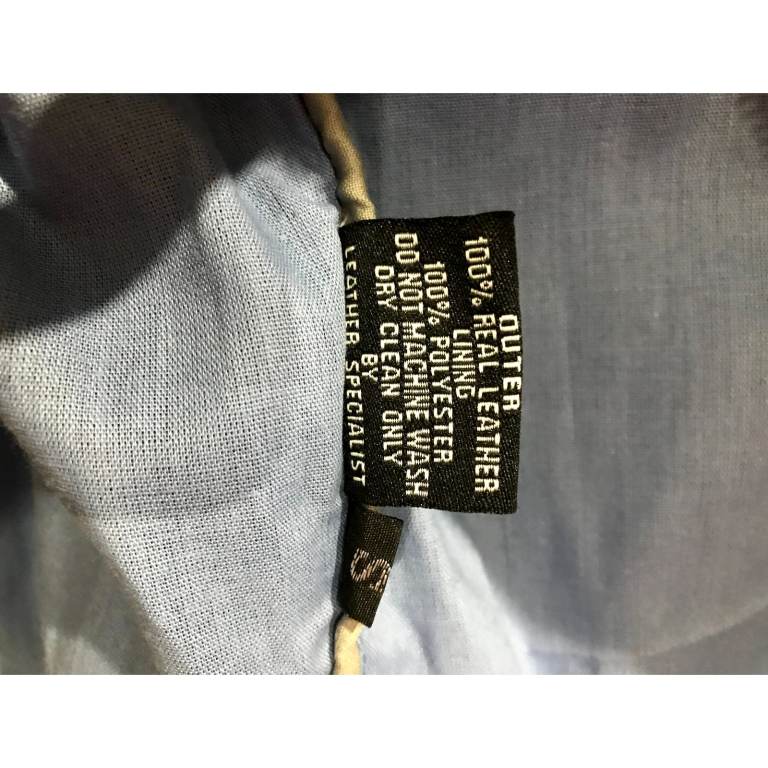 OUTER
100% REAL LEATHER
LINING
100% POLYESTER
DO NOT MACHINE WASH
DRY CLEAN ONLY
BY
LEATHER SPECIALIST